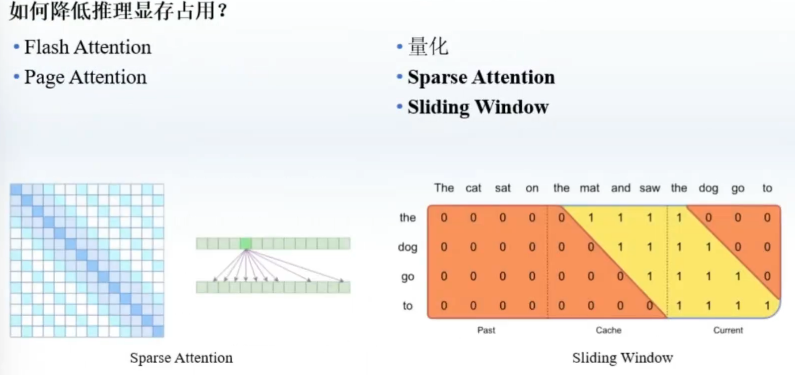 如何降低推理显存占用？
• Flash Attention
• Page Attention
• 量化
• Sparse Attention
• Sliding Window
Sparse Attention
The cat sat on the mat and saw the dog go to
the 0 0 0 0 0 1 1 1 1 0 0 0
dog 0 0 0 0 0 0 1 1 1 1 0 0
go 0 0 0 0 0 0 0 1 1 1 1 0
to 0 0 0 0 0 0 0 0 1 1 1 1
Past Cache Current
Sliding Window